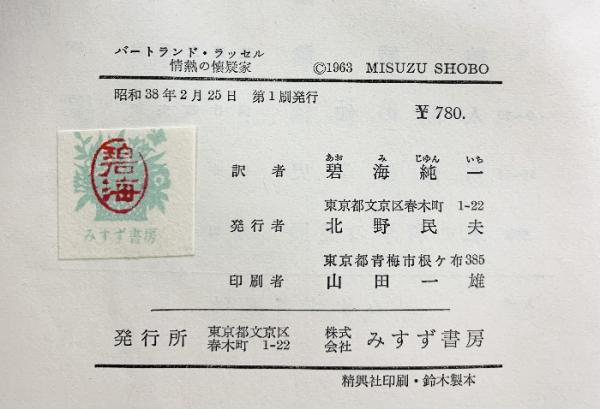 バートランド・ラッセル
情熱の懐疑家
©1963 MISUZU SHOBO
昭和38年2月25日 第1刷発行
¥780.
碧海
みすず書房
あお み じゅん いち
訳者 碧海純一
東京都文京区春木町 1-22
発行者 北野民夫
東京都青梅市根ケ布385
印刷者 山田一雄
発行所 東京都文京区春木町 1-22 株式会社 みすず書房
精興社印刷・鈴木製本